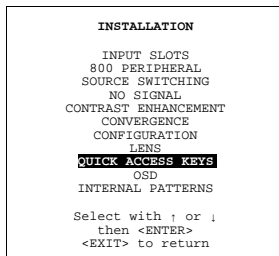 INSTALLATION
INPUT SLOTS
800 PERIPHERAL
SOURCE SWITCHING
NO SIGNAL
CONTRAST ENHANCEMENT
CONVERGENCE
CONFIGURATION
LENS
QUICK ACCESS KEYS
OSD
INTERNAL PATTERNS
Select with ↑ or ↓
then <ENTER>
<EXIT> to return